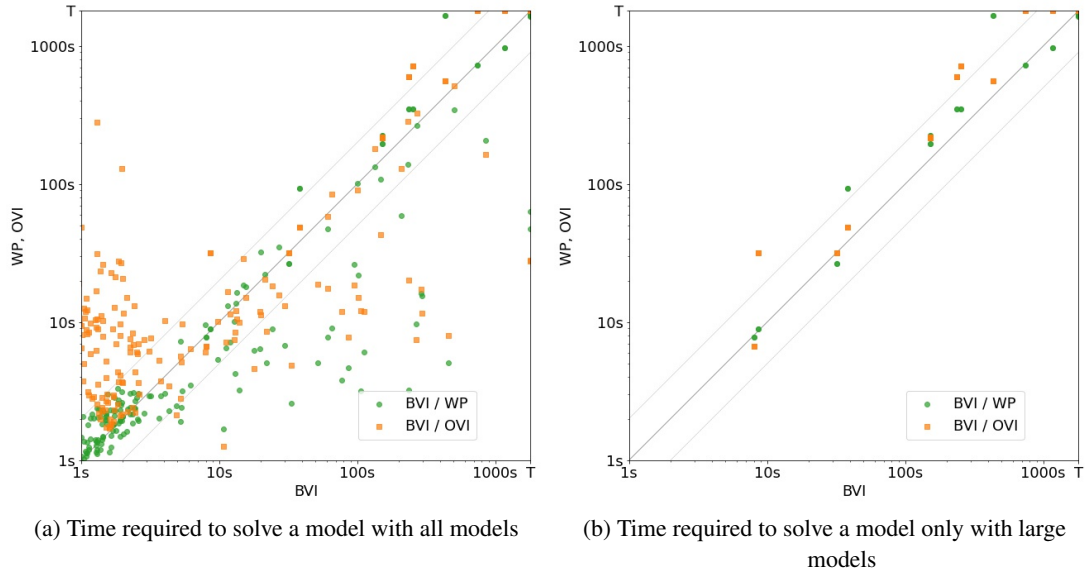 T
1000s
100s
10s
1s
WP, OVI
1s
10s
100s
1000s
T
BVI
BVI / WP
BVI / OVI
(a) Time required to solve a model with all models
T
1000s
100s
10s
1s
WP, OVI
1s
10s
100s
1000s
T
BVI
BVI / WP
BVI / OVI
(b) Time required to solve a model only with large
models